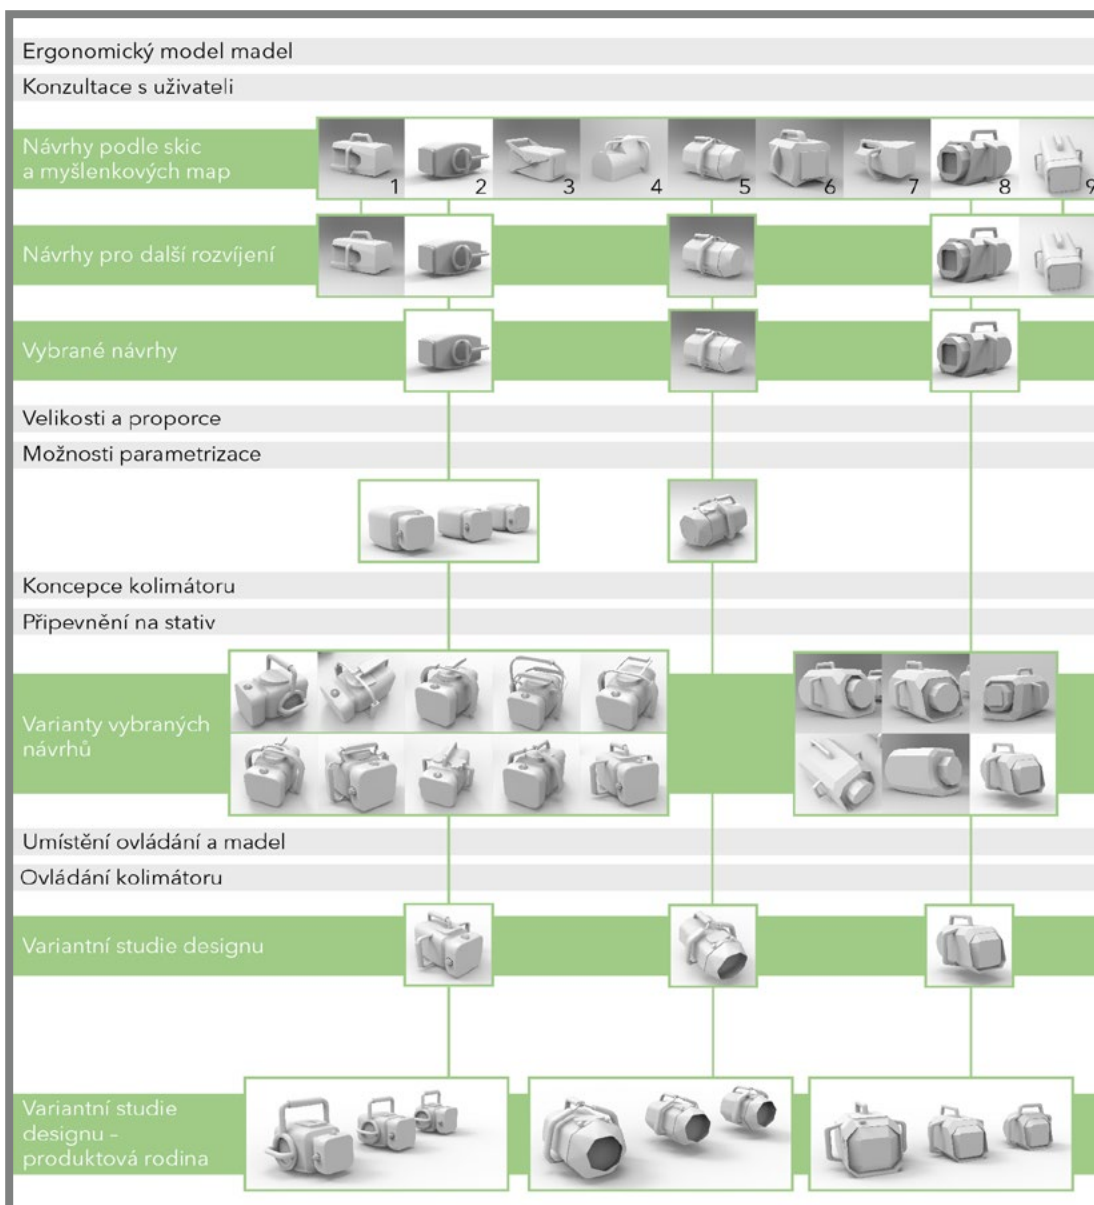 Ergonomický model madel
Konzultace s uživateli
Návrhy podle skic
a myšlenkových map
1 2 3 4 5 6 7 8 9
Návrhy pro další rozvíjení
Vybrané návrhy
Velikosti a proporce
Možnosti parametrizace
Koncepce kolimátoru
Připevnění na stativ
Varianty vybraných
návrhů
Umístění ovládání a madel
Ovládání kolimátoru
Variantní studie designu
Variantní studie
designu –
produktová rodina